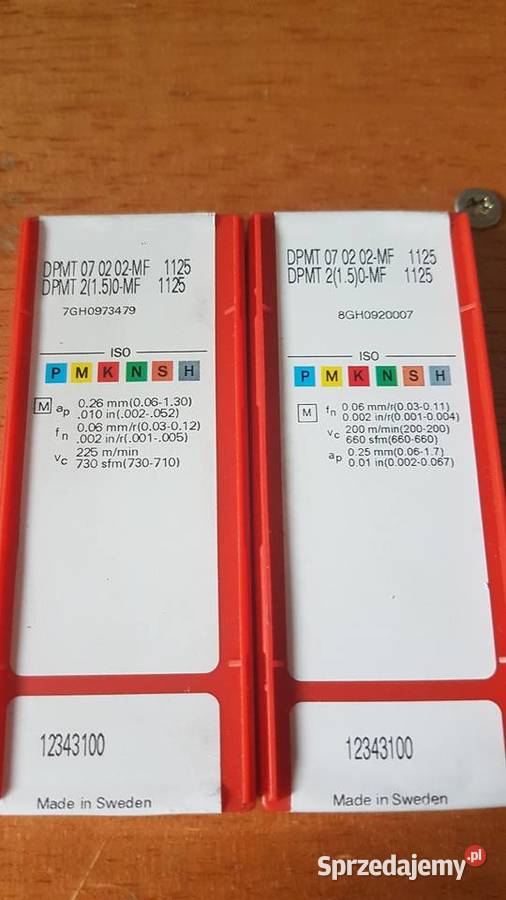 DPMT 07 02 02-MF 1125
DPMT 2(1.5)0-MF 1125
7GH0973479
ISO
P M K N S H
M ap 0.26 mm(0.06-1.30)
.010 in(.002-.052)
fn 0.06 mm/r(0.03-0.12)
.002 in/r(.001-.005)
vc 225 m/min
730 sfm(730-710)
12343100
Made in Sweden
DPMT 07 02 02-MF 1125
DPMT 2(1.5)0-MF 1125
8GH0920007
ISO
P M K N S H
M fn 0.06 mm/r(0.03-0.11)
0.002 in/r(0.001-0.004)
vc 200 m/min(200-200)
660 sfm(660-660)
ap 0.25 mm(0.06-1.7)
0.01 in(0.002-0.067)
12343100
Made in Sweden
Sprzedajemy.pl